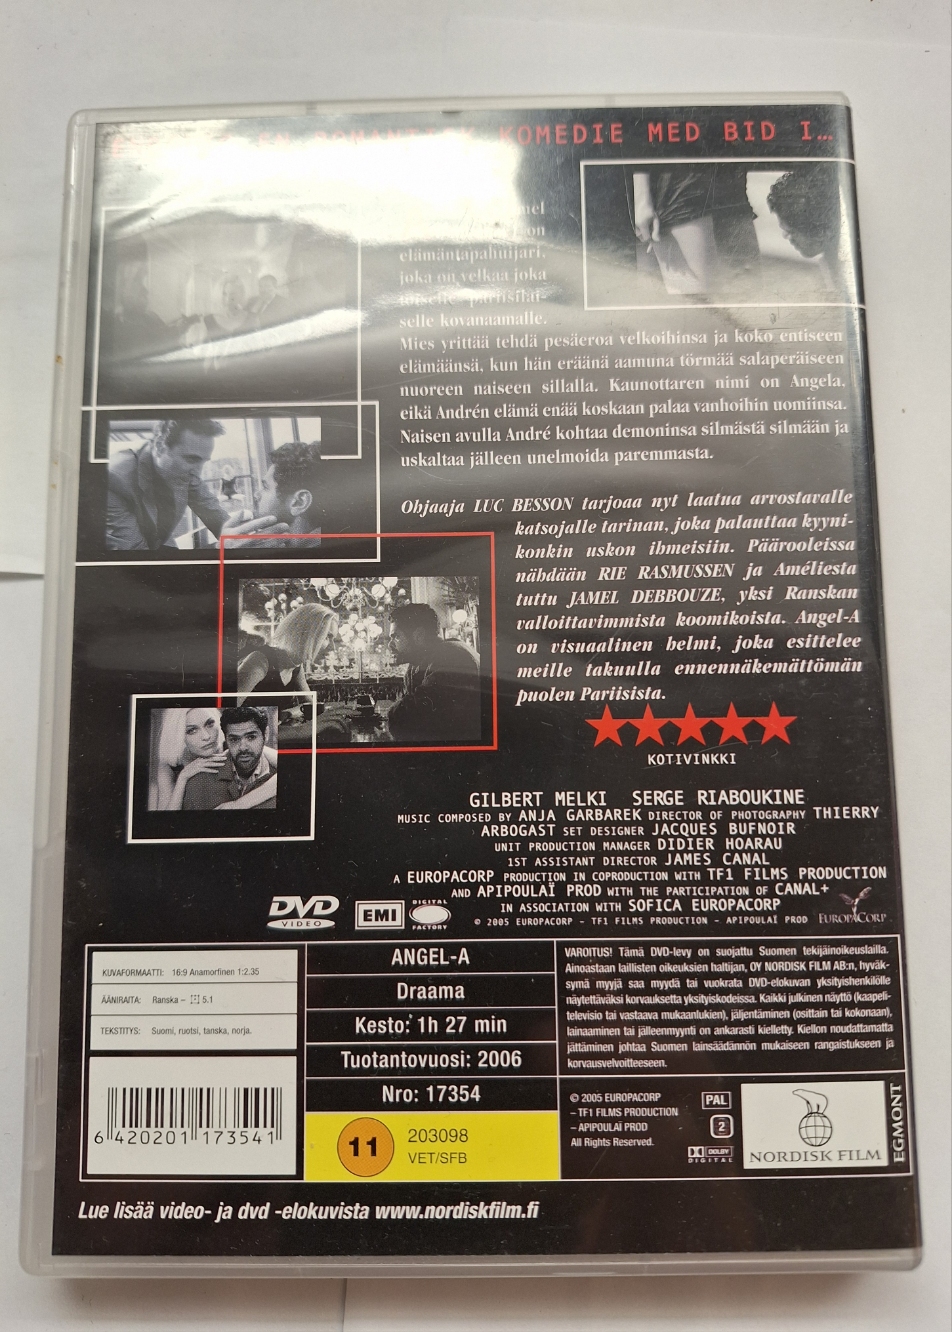 EN ROMANTISK KOMEDIE MED BID I...
elämäntapahuijari,
joka on velkaa joka
selle kovanaamalle.
Mies yrittää tehdä pesäeroa velkoihinsa ja koko entiseen
elämäänsä, kun hän eräänä aamuna törmää salaperäiseen
nuoreen naiseen sillalla. Kaunottaren nimi on Angela,
eikä Andrén elämä enää koskaan palaa vanhoihin uomiinsa.
Naisen avulla André kohtaa demoninsa silmästä silmään ja
uskaltaa jälleen unelmoida paremmasta.
Ohjaaja LUC BESSON tarjoaa nyt laatua arvostavalle
katsojalle tarinan, joka palauttaa kyyni-
konkin uskon ihmeisiin. Päärooleissa
nähdään RIE RASMUSSEN ja Améliesta
tuttu JAMEL DEBBOUZE, yksi Ranskan
valloittavimmista koomikoista. Angel-A
on visuaalinen helmi, joka esittelee
meille takuulla ennennäkemättömän
puolen Pariisista.
KOTIVINKKI
GILBERT MELKI SERGE RIABOUKINE
MUSIC COMPOSED BY ANJA GARBAREK DIRECTOR OF PHOTOGRAPHY THIERRY
ARBOGAST SET DESIGNER JACQUES BUFNOIR
UNIT PRODUCTION MANAGER DIDIER HOARAU
1ST ASSISTANT DIRECTOR JAMES CANAL
A EUROPACORP PRODUCTION IN COPRODUCTION WITH TF1 FILMS PRODUCTION
AND APIPOULAÏ PROD WITH THE PARTICIPATION OF CANAL+
IN ASSOCIATION WITH SOFICA EUROPACORP
© 2005 EUROPACORP - TF1 FILMS PRODUCTION - APIPOULAÏ PROD
EUROPACORP
DVD
VIDEO
EMI
DIGITAL
FACTORY
KUVAFORMAATTI: 16:9 Anamorfinen 1:2.35
ÄÄNIRAITA: Ranska – 5.1
TEKSTITYS: Suomi, ruotsi, tanska, norja.
6 420201 173541
ANGEL-A
Draama
Kesto: 1h 27 min
Tuotantovuosi: 2006
Nro: 17354
11
203098
VET/SFB
VAROITUS! Tämä DVD-levy on suojattu Suomen tekijäinoikeuslailla.
Ainoastaan laillisten oikeuksien haltijan, OY NORDISK FILM AB:n, hyväk-
symä myyjä saa myydä tai vuokrata DVD-elokuvan yksityishenkilölle
näytettäväksi korvauksetta yksityiskodeissa. Kaikki julkinen näyttö (kaapeli-
televisio tai vastaava mukaanlukien), jäljentäminen (osittain tai kokonaan),
lainaaminen tai jälleenmyynti on ankarasti kielletty. Kiellon noudattamatta
jättäminen johtaa Suomen lainsäädännön mukaiseen rangaistukseen ja
korvausvelvoitteeseen.
© 2005 EUROPACORP
– TF1 FILMS PRODUCTION
– APIPOULAÏ PROD
All Rights Reserved.
PAL
2
DOLBY
DIGITAL
NORDISK FILM
EGMONT
Lue lisää video- ja dvd -elokuvista www.nordiskfilm.fi